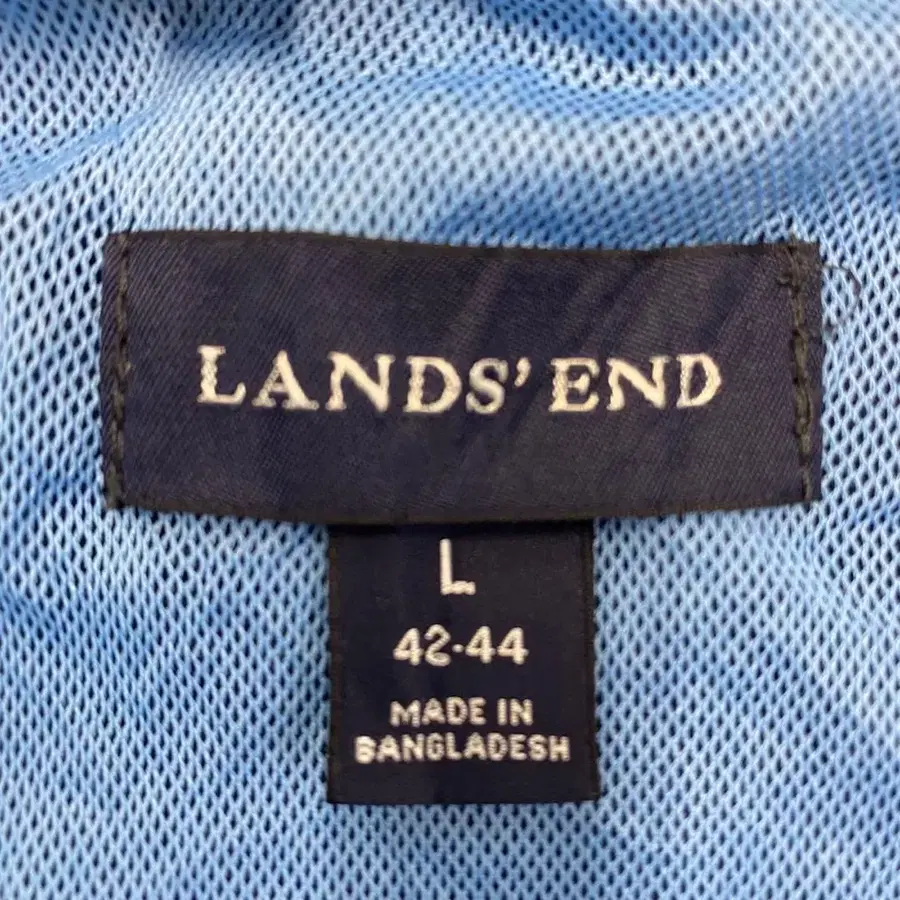 LANDS' END
L
42-44
MADE IN
BANGLADESH